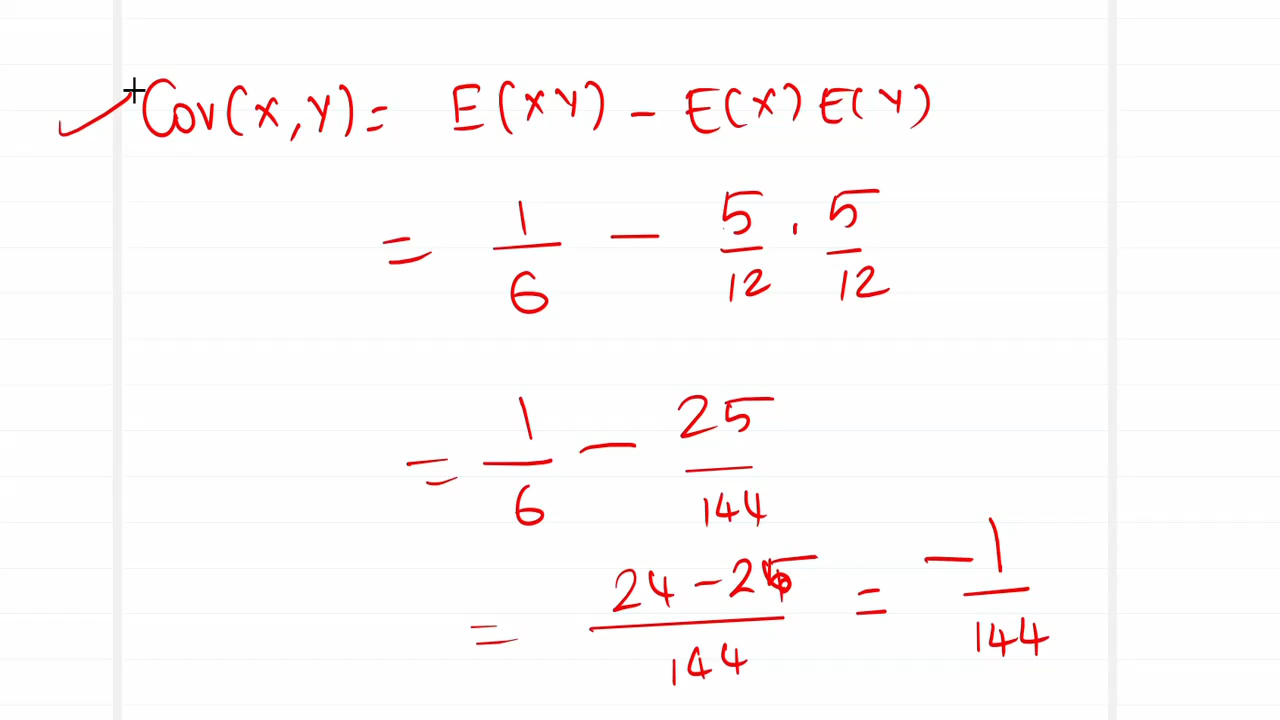 Cov(X,Y) = E(XY) - E(X)E(Y)
= 1/6 - 5/12 . 5/12
= 1/6 - 25/144
= 24-25/144 = -1/144